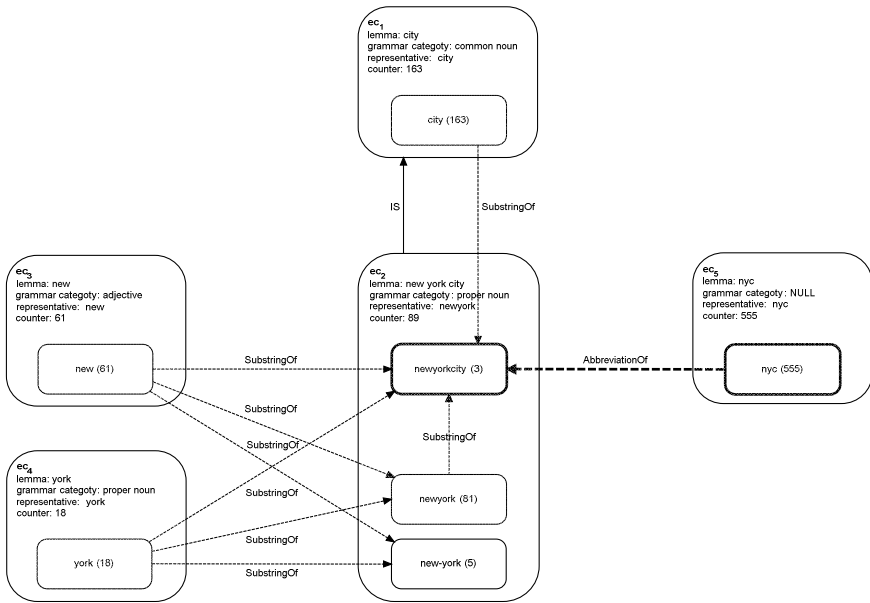 ec1
lemma: city
grammar categoty: common noun
representative: city
counter: 163
city (163)
IS
SubstringOf
ec3
lemma: new
grammar categoty: adjective
representative: new
counter: 61
new (61)
ec2
lemma: new york city
grammar categoty: proper noun
representative: newyork
counter: 89
newyorkcity (3)
ec5
lemma: nyc
grammar categoty: NULL
representative: nyc
counter: 555
nyc (555)
SubstringOf
AbbreviationOf
SubstringOf
SubstringOf
SubstringOf
newyork (81)
ec4
lemma: york
grammar categoty: proper noun
representative: york
counter: 18
york (18)
SubstringOf
SubstringOf
SubstringOf
new-york (5)